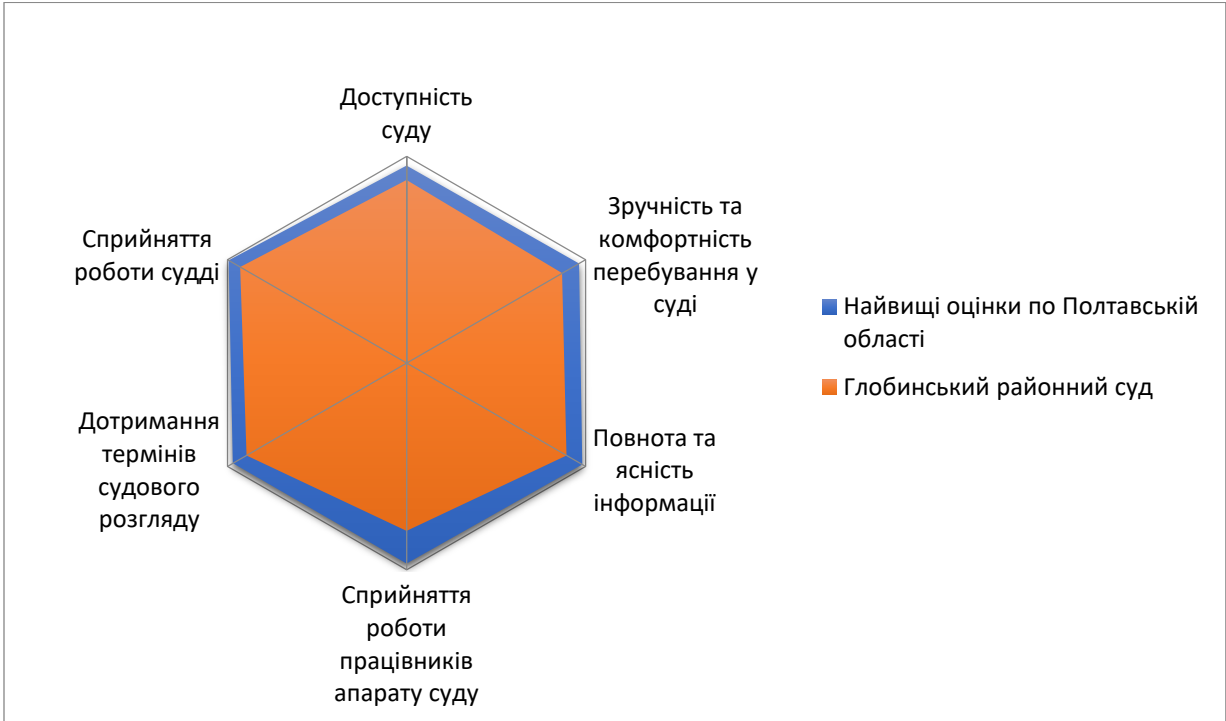 Доступність
суду
Зручність та
комфортність
перебування у
суді
Повнота та
ясність
інформації
Сприйняття
роботи
працівників
апарату суду
Дотримання
термінів
судового
розгляду
Сприйняття
роботи судді
Найвищі оцінки по Полтавській
області
Глобинський районний суд